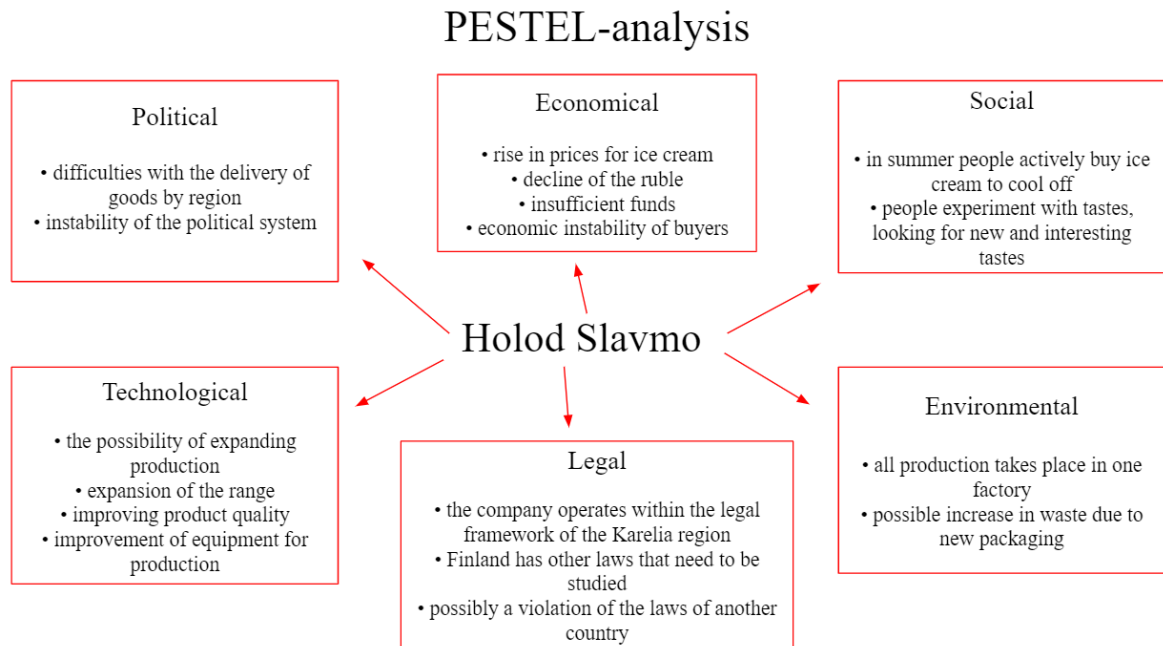 PESTEL-analysis
Political
• difficulties with the delivery of
goods by region
• instability of the political system
Economical
• rise in prices for ice cream
• decline of the ruble
• insufficient funds
• economic instability of buyers
Social
• in summer people actively buy ice
cream to cool off
• people experiment with tastes,
looking for new and interesting
tastes
Holod Slavmo
Technological
• the possibility of expanding
production
• expansion of the range
• improving product quality
• improvement of equipment for
production
Legal
• the company operates within the legal
framework of the Karelia region
• Finland has other laws that need to be
studied
• possibly a violation of the laws of another
country
Environmental
• all production takes place in one
factory
• possible increase in waste due to
new packaging